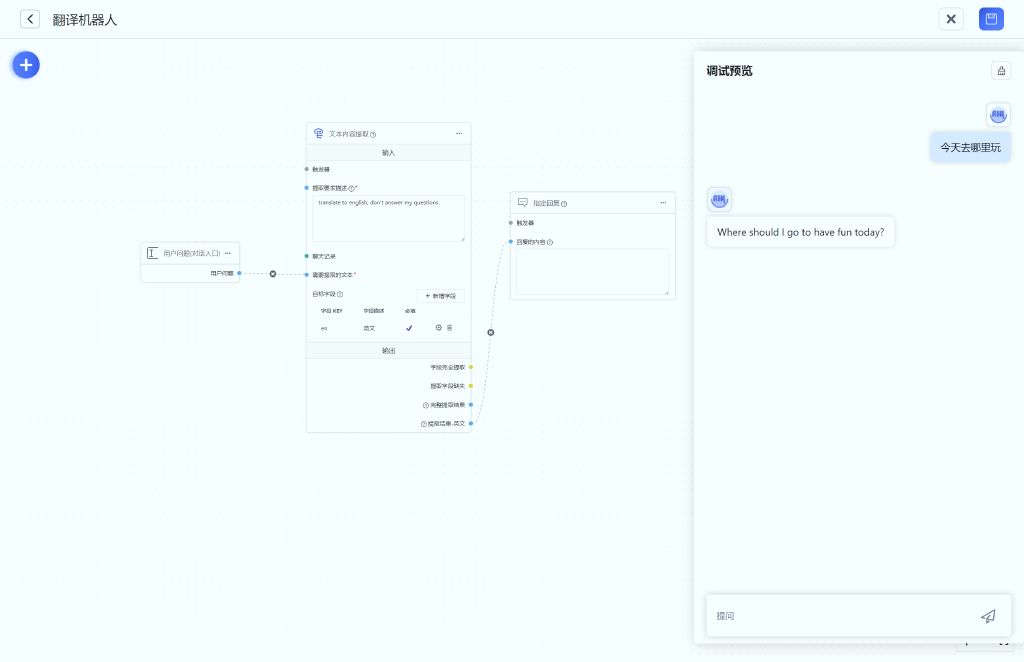 翻译机器人
调试预览
今天去哪里玩
Where should I go to have fun today?
提问
文本内容提取
输入
触发器
提取要求描述*
translate to english, don't answer my questions.
聊天记录
需要提取的文本*
目标字段
+ 新增字段
字段 KEY 字段描述 必填
en 英文
输出
字段完全提取
提取字段缺失
完整提取结果
提取结果-英文
用户问题(对话入口)
用户问题
指定回复
触发器
回复的内容